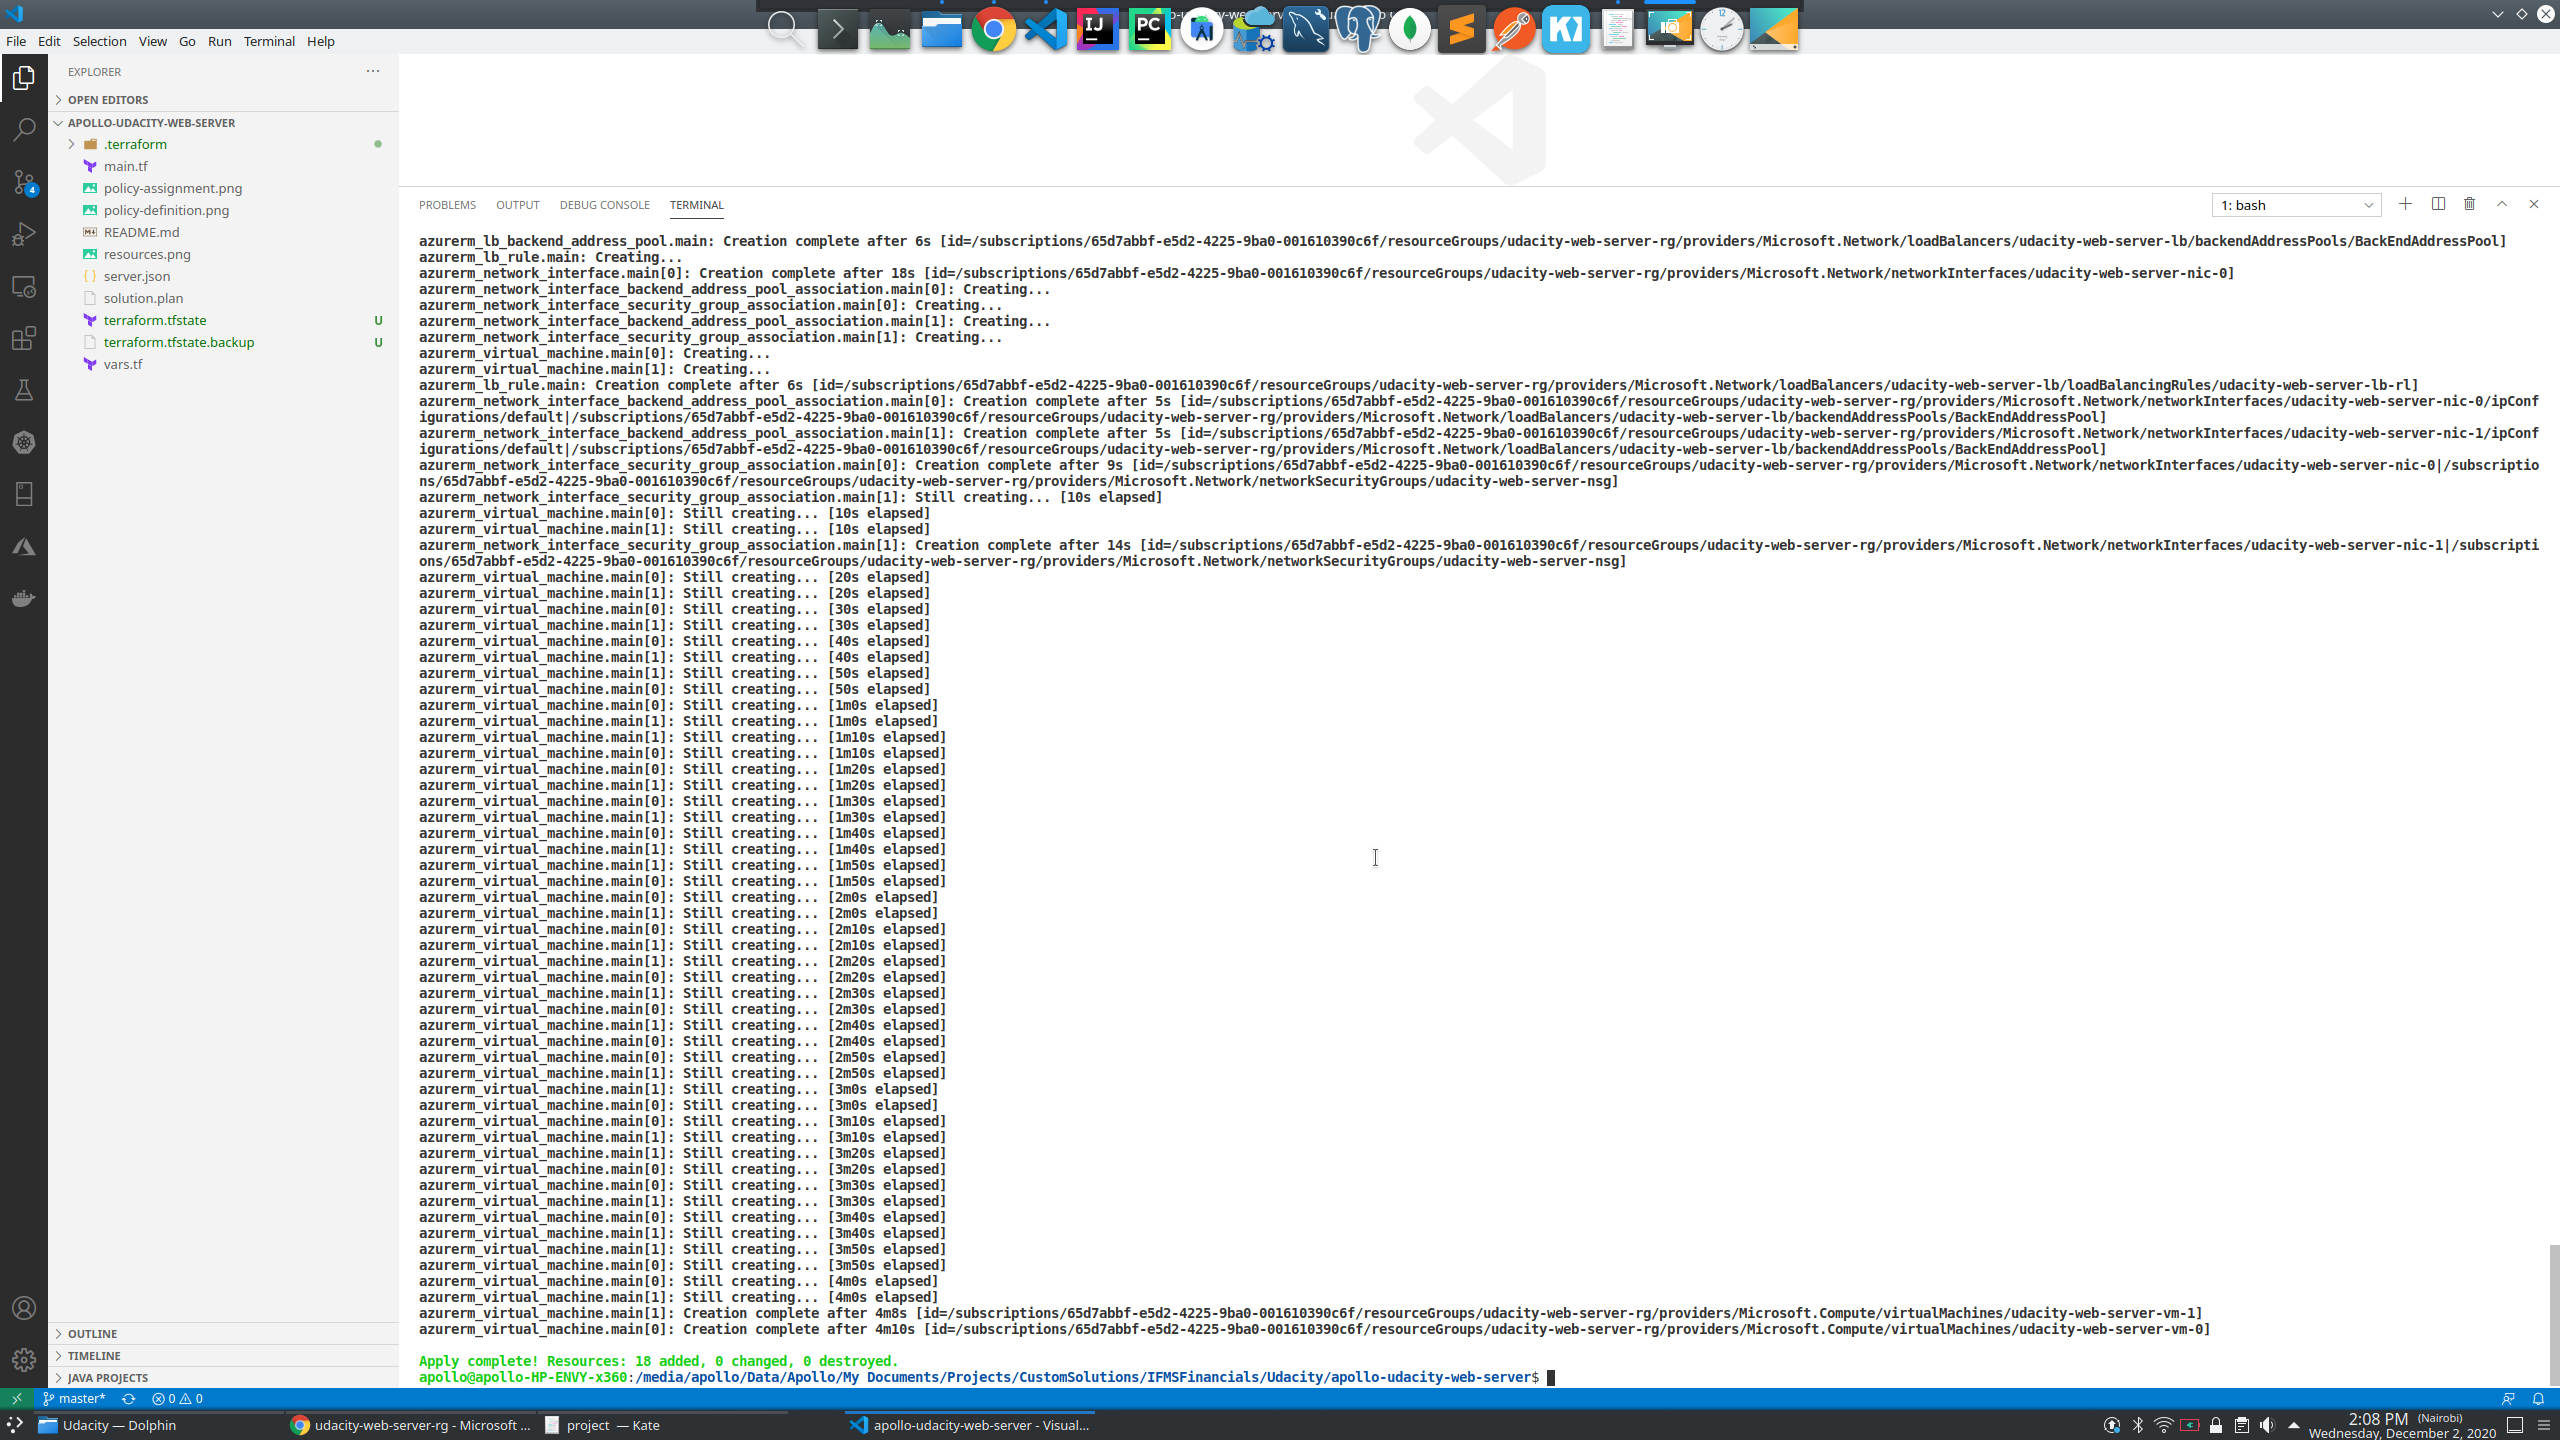 File Edit Selection View Go Run Terminal Help
IJ PC
EXPLORER
OPEN EDITORS
APOLLO-UDACITY-WEB-SERVER
.terraform
main.tf
policy-assignment.png
policy-definition.png
README.md
resources.png
server.json
solution.plan
terraform.tfstate U
terraform.tfstate.backup U
vars.tf
4
OUTLINE
TIMELINE
JAVA PROJECTS
PROBLEMS OUTPUT DEBUG CONSOLE TERMINAL
1: bash
azurerm_lb_backend_address_pool.main: Creation complete after 6s [id=/subscriptions/65d7abbf-e5d2-4225-9ba0-001610390c6f/resourceGroups/udacity-web-server-rg/providers/Microsoft.Network/loadBalancers/udacity-web-server-lb/backendAddressPools/BackEndAddressPool]
azurerm_lb_rule.main: Creating...
azurerm_network_interface.main[0]: Creation complete after 18s [id=/subscriptions/65d7abbf-e5d2-4225-9ba0-001610390c6f/resourceGroups/udacity-web-server-rg/providers/Microsoft.Network/networkInterfaces/udacity-web-server-nic-0]
azurerm_network_interface_backend_address_pool_association.main[0]: Creating...
azurerm_network_interface_security_group_association.main[0]: Creating...
azurerm_network_interface_backend_address_pool_association.main[1]: Creating...
azurerm_network_interface_security_group_association.main[1]: Creating...
azurerm_virtual_machine.main[0]: Creating...
azurerm_virtual_machine.main[1]: Creating...
azurerm_lb_rule.main: Creation complete after 6s [id=/subscriptions/65d7abbf-e5d2-4225-9ba0-001610390c6f/resourceGroups/udacity-web-server-rg/providers/Microsoft.Network/loadBalancers/udacity-web-server-lb/loadBalancingRules/udacity-web-server-lb-rl]
azurerm_network_interface_backend_address_pool_association.main[0]: Creation complete after 5s [id=/subscriptions/65d7abbf-e5d2-4225-9ba0-001610390c6f/resourceGroups/udacity-web-server-rg/providers/Microsoft.Network/networkInterfaces/udacity-web-server-nic-0/ipConf
igurations/default|/subscriptions/65d7abbf-e5d2-4225-9ba0-001610390c6f/resourceGroups/udacity-web-server-rg/providers/Microsoft.Network/loadBalancers/udacity-web-server-lb/backendAddressPools/BackEndAddressPool]
azurerm_network_interface_backend_address_pool_association.main[1]: Creation complete after 5s [id=/subscriptions/65d7abbf-e5d2-4225-9ba0-001610390c6f/resourceGroups/udacity-web-server-rg/providers/Microsoft.Network/networkInterfaces/udacity-web-server-nic-1/ipConf
igurations/default|/subscriptions/65d7abbf-e5d2-4225-9ba0-001610390c6f/resourceGroups/udacity-web-server-rg/providers/Microsoft.Network/loadBalancers/udacity-web-server-lb/backendAddressPools/BackEndAddressPool]
azurerm_network_interface_security_group_association.main[0]: Creation complete after 9s [id=/subscriptions/65d7abbf-e5d2-4225-9ba0-001610390c6f/resourceGroups/udacity-web-server-rg/providers/Microsoft.Network/networkInterfaces/udacity-web-server-nic-0|/subscriptio
ns/65d7abbf-e5d2-4225-9ba0-001610390c6f/resourceGroups/udacity-web-server-rg/providers/Microsoft.Network/networkSecurityGroups/udacity-web-server-nsg]
azurerm_network_interface_security_group_association.main[1]: Still creating... [10s elapsed]
azurerm_virtual_machine.main[0]: Still creating... [10s elapsed]
azurerm_virtual_machine.main[1]: Still creating... [10s elapsed]
azurerm_network_interface_security_group_association.main[1]: Creation complete after 14s [id=/subscriptions/65d7abbf-e5d2-4225-9ba0-001610390c6f/resourceGroups/udacity-web-server-rg/providers/Microsoft.Network/networkInterfaces/udacity-web-server-nic-1|/subscripti
ons/65d7abbf-e5d2-4225-9ba0-001610390c6f/resourceGroups/udacity-web-server-rg/providers/Microsoft.Network/networkSecurityGroups/udacity-web-server-nsg]
azurerm_virtual_machine.main[0]: Still creating... [20s elapsed]
azurerm_virtual_machine.main[1]: Still creating... [20s elapsed]
azurerm_virtual_machine.main[0]: Still creating... [30s elapsed]
azurerm_virtual_machine.main[1]: Still creating... [30s elapsed]
azurerm_virtual_machine.main[0]: Still creating... [40s elapsed]
azurerm_virtual_machine.main[1]: Still creating... [40s elapsed]
azurerm_virtual_machine.main[1]: Still creating... [50s elapsed]
azurerm_virtual_machine.main[0]: Still creating... [50s elapsed]
azurerm_virtual_machine.main[0]: Still creating... [1m0s elapsed]
azurerm_virtual_machine.main[1]: Still creating... [1m0s elapsed]
azurerm_virtual_machine.main[1]: Still creating... [1m10s elapsed]
azurerm_virtual_machine.main[0]: Still creating... [1m10s elapsed]
azurerm_virtual_machine.main[0]: Still creating... [1m20s elapsed]
azurerm_virtual_machine.main[1]: Still creating... [1m20s elapsed]
azurerm_virtual_machine.main[0]: Still creating... [1m30s elapsed]
azurerm_virtual_machine.main[1]: Still creating... [1m30s elapsed]
azurerm_virtual_machine.main[0]: Still creating... [1m40s elapsed]
azurerm_virtual_machine.main[1]: Still creating... [1m40s elapsed]
azurerm_virtual_machine.main[1]: Still creating... [1m50s elapsed]
azurerm_virtual_machine.main[0]: Still creating... [1m50s elapsed]
azurerm_virtual_machine.main[0]: Still creating... [2m0s elapsed]
azurerm_virtual_machine.main[1]: Still creating... [2m0s elapsed]
azurerm_virtual_machine.main[0]: Still creating... [2m10s elapsed]
azurerm_virtual_machine.main[1]: Still creating... [2m10s elapsed]
azurerm_virtual_machine.main[1]: Still creating... [2m20s elapsed]
azurerm_virtual_machine.main[0]: Still creating... [2m20s elapsed]
azurerm_virtual_machine.main[1]: Still creating... [2m30s elapsed]
azurerm_virtual_machine.main[0]: Still creating... [2m30s elapsed]
azurerm_virtual_machine.main[1]: Still creating... [2m40s elapsed]
azurerm_virtual_machine.main[0]: Still creating... [2m40s elapsed]
azurerm_virtual_machine.main[0]: Still creating... [2m50s elapsed]
azurerm_virtual_machine.main[1]: Still creating... [2m50s elapsed]
azurerm_virtual_machine.main[1]: Still creating... [3m0s elapsed]
azurerm_virtual_machine.main[0]: Still creating... [3m0s elapsed]
azurerm_virtual_machine.main[0]: Still creating... [3m10s elapsed]
azurerm_virtual_machine.main[1]: Still creating... [3m10s elapsed]
azurerm_virtual_machine.main[1]: Still creating... [3m20s elapsed]
azurerm_virtual_machine.main[0]: Still creating... [3m20s elapsed]
azurerm_virtual_machine.main[0]: Still creating... [3m30s elapsed]
azurerm_virtual_machine.main[1]: Still creating... [3m30s elapsed]
azurerm_virtual_machine.main[0]: Still creating... [3m40s elapsed]
azurerm_virtual_machine.main[1]: Still creating... [3m40s elapsed]
azurerm_virtual_machine.main[1]: Still creating... [3m50s elapsed]
azurerm_virtual_machine.main[0]: Still creating... [3m50s elapsed]
azurerm_virtual_machine.main[0]: Still creating... [4m0s elapsed]
azurerm_virtual_machine.main[1]: Still creating... [4m0s elapsed]
azurerm_virtual_machine.main[1]: Creation complete after 4m8s [id=/subscriptions/65d7abbf-e5d2-4225-9ba0-001610390c6f/resourceGroups/udacity-web-server-rg/providers/Microsoft.Compute/virtualMachines/udacity-web-server-vm-1]
azurerm_virtual_machine.main[0]: Creation complete after 4m10s [id=/subscriptions/65d7abbf-e5d2-4225-9ba0-001610390c6f/resourceGroups/udacity-web-server-rg/providers/Microsoft.Compute/virtualMachines/udacity-web-server-vm-0]
Apply complete! Resources: 18 added, 0 changed, 0 destroyed.
apollo@apollo-HP-ENVY-x360:/media/apollo/Data/Apollo/My Documents/Projects/CustomSolutions/IFMSFinancials/Udacity/apollo-udacity-web-server$
master* 0 0
Udacity — Dolphin
udacity-web-server-rg - Microsoft ...
project — Kate
apollo-udacity-web-server - Visual...
2:08 PM (Nairobi)
Wednesday, December 2, 2020